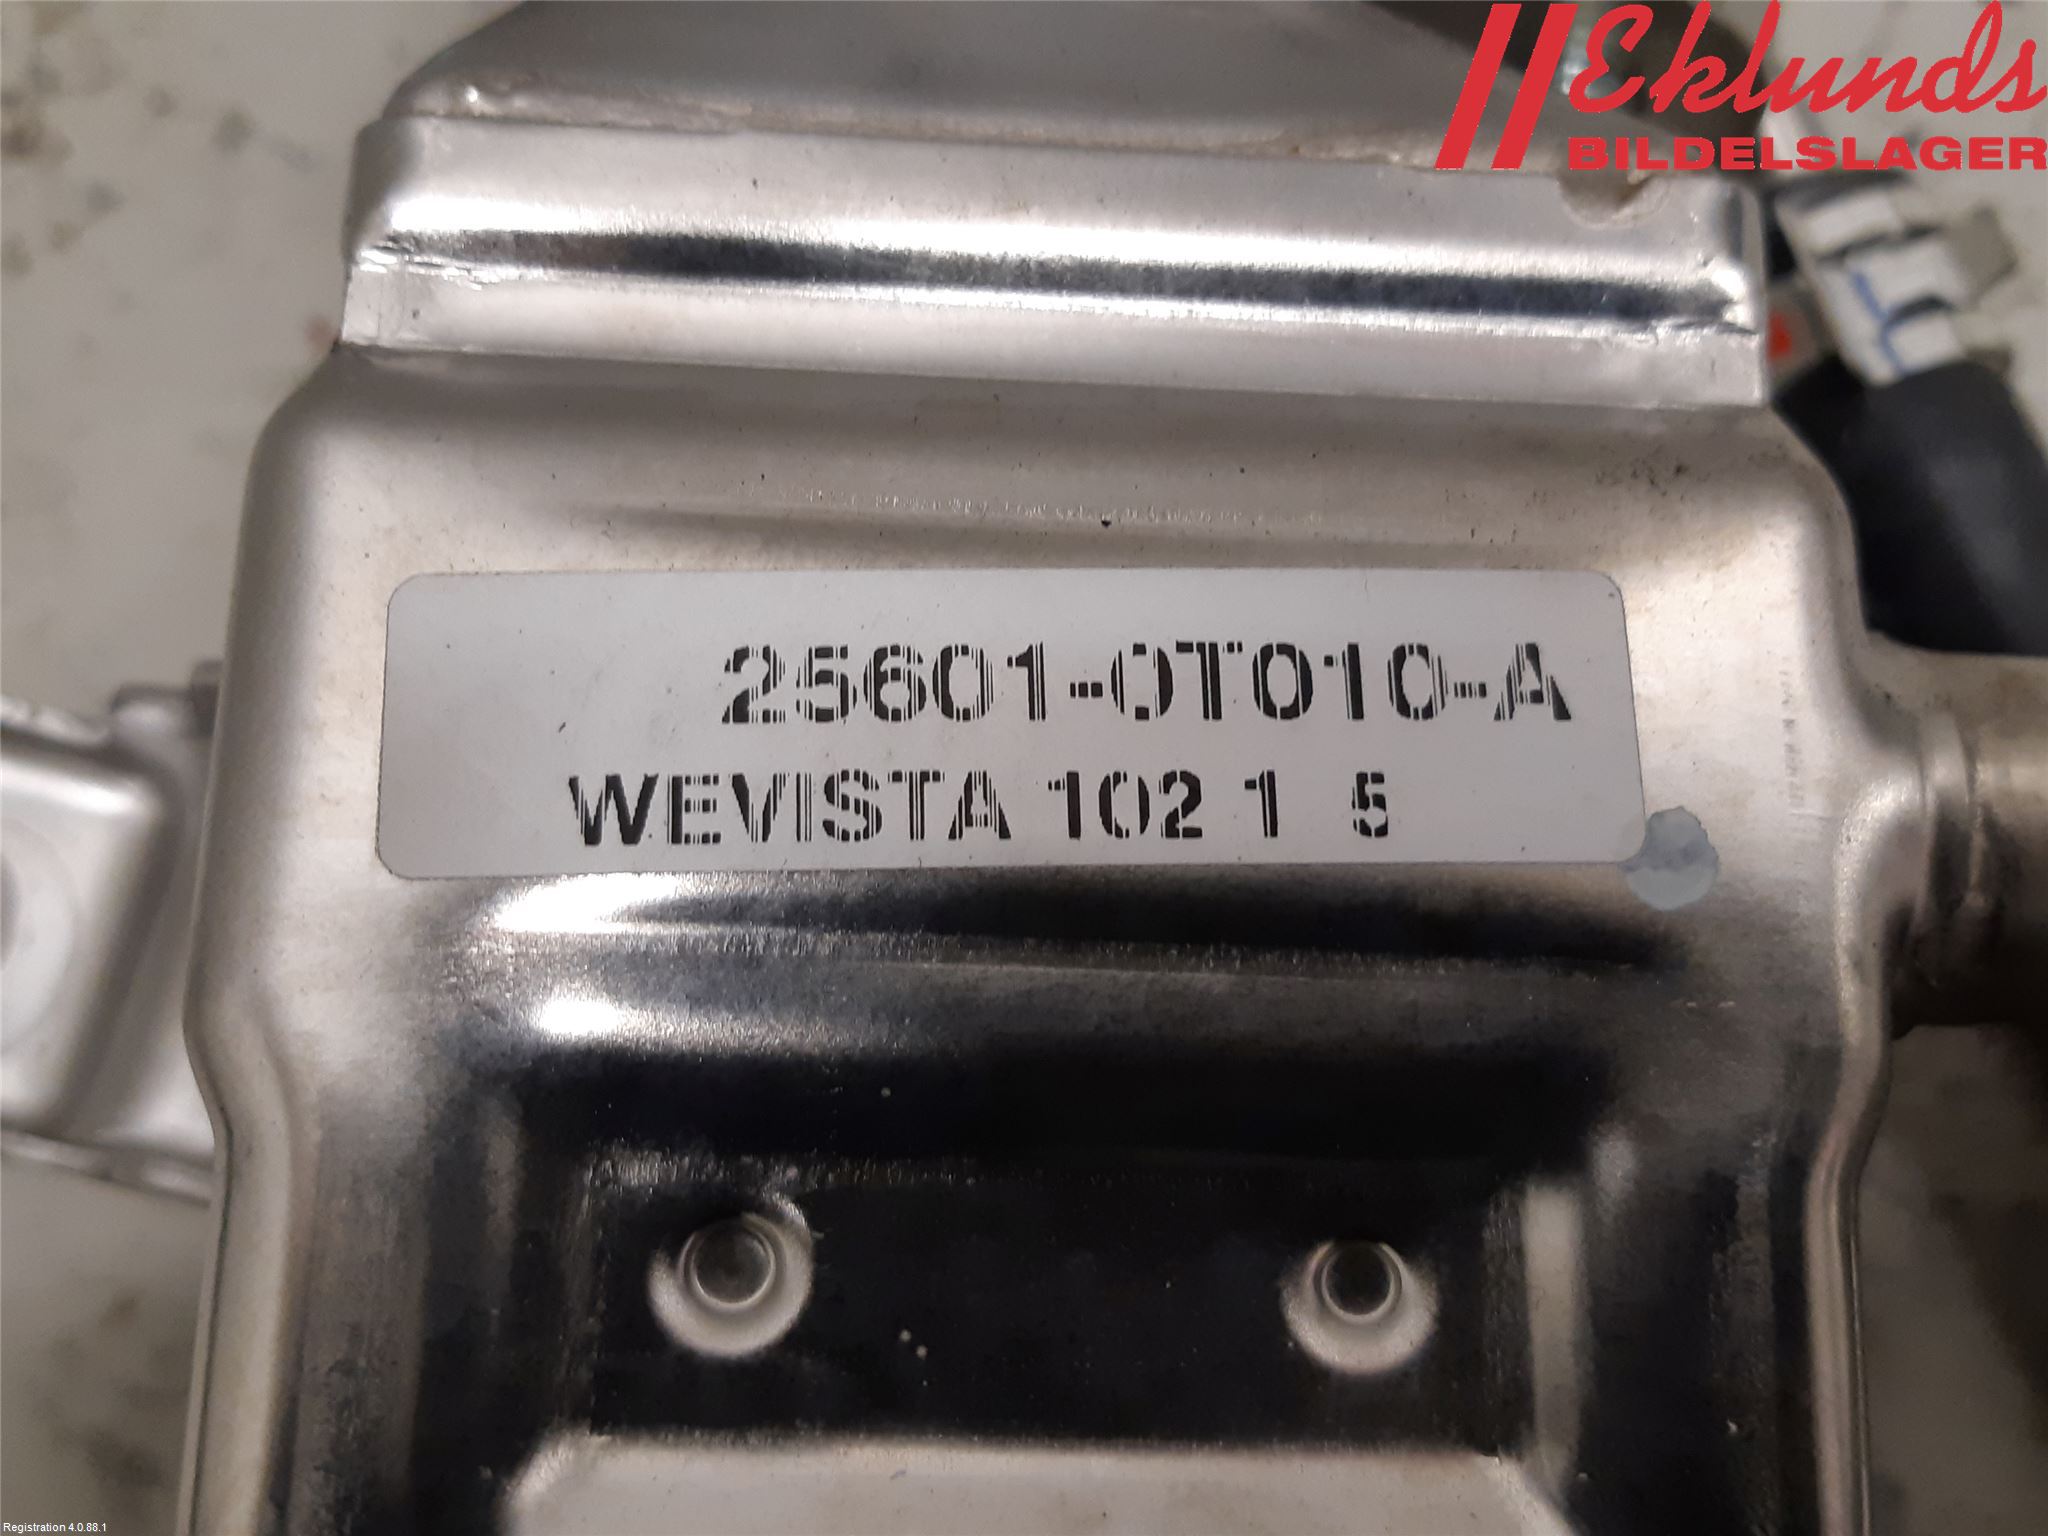 Eklunds
BILDELSLAGER
25601-0T010-A
WEVISTA 102 1 5
Registration 4.0.88.1